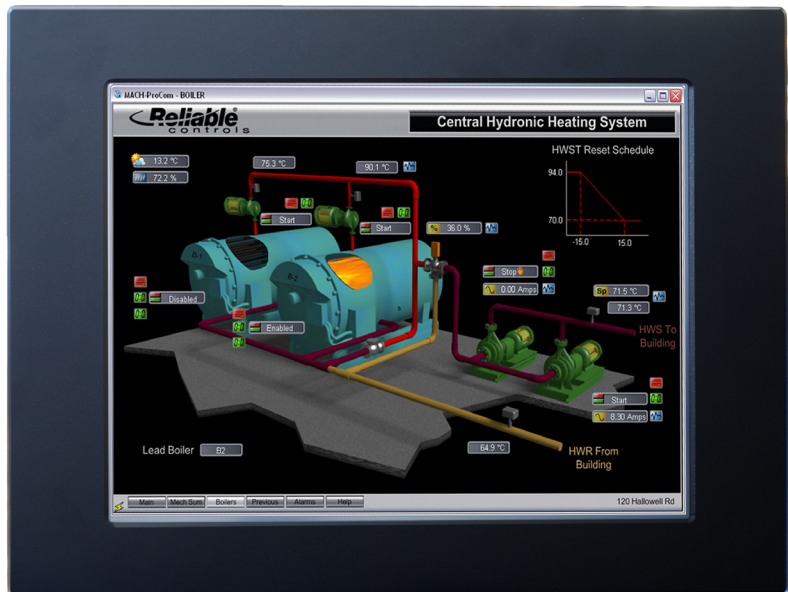 MACH-ProCom - BOILER
Reliable
controls
Central Hydronic Heating System
HWST Reset Schedule
94.0
70.0
-15.0
15.0
13.2 °C
72.2 %
75.3 °C
90.1 °C
Start
Start
% 36.0 %
B-1
B-2
Disabled
Enabled
Stop
0.00 Amps
Sp 71.5 °C
71.3 °C
HWS To
Building
Start
8.30 Amps
64.9 °C
HWR From
Building
Lead Boiler B2
Main Mech Sum Boilers Previous Alarms Help
120 Hallowell Rd